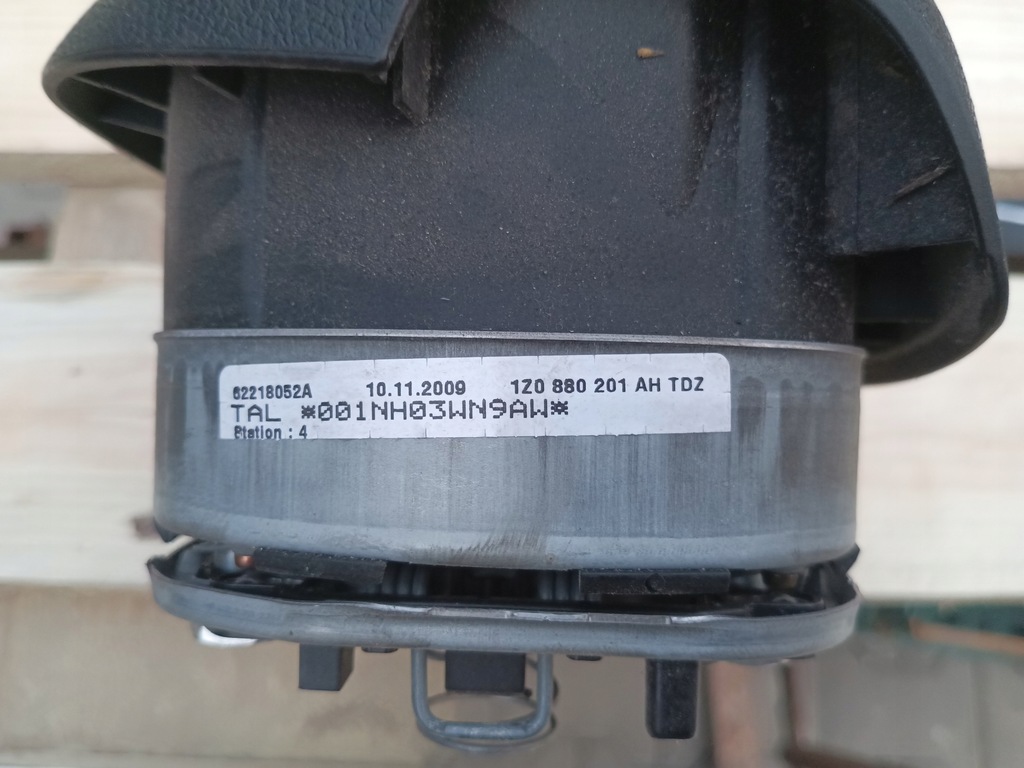 62218052A 10.11.2009 1Z0 880 201 AH TDZ
TAL *001NH03WN9AW*
Station : 4